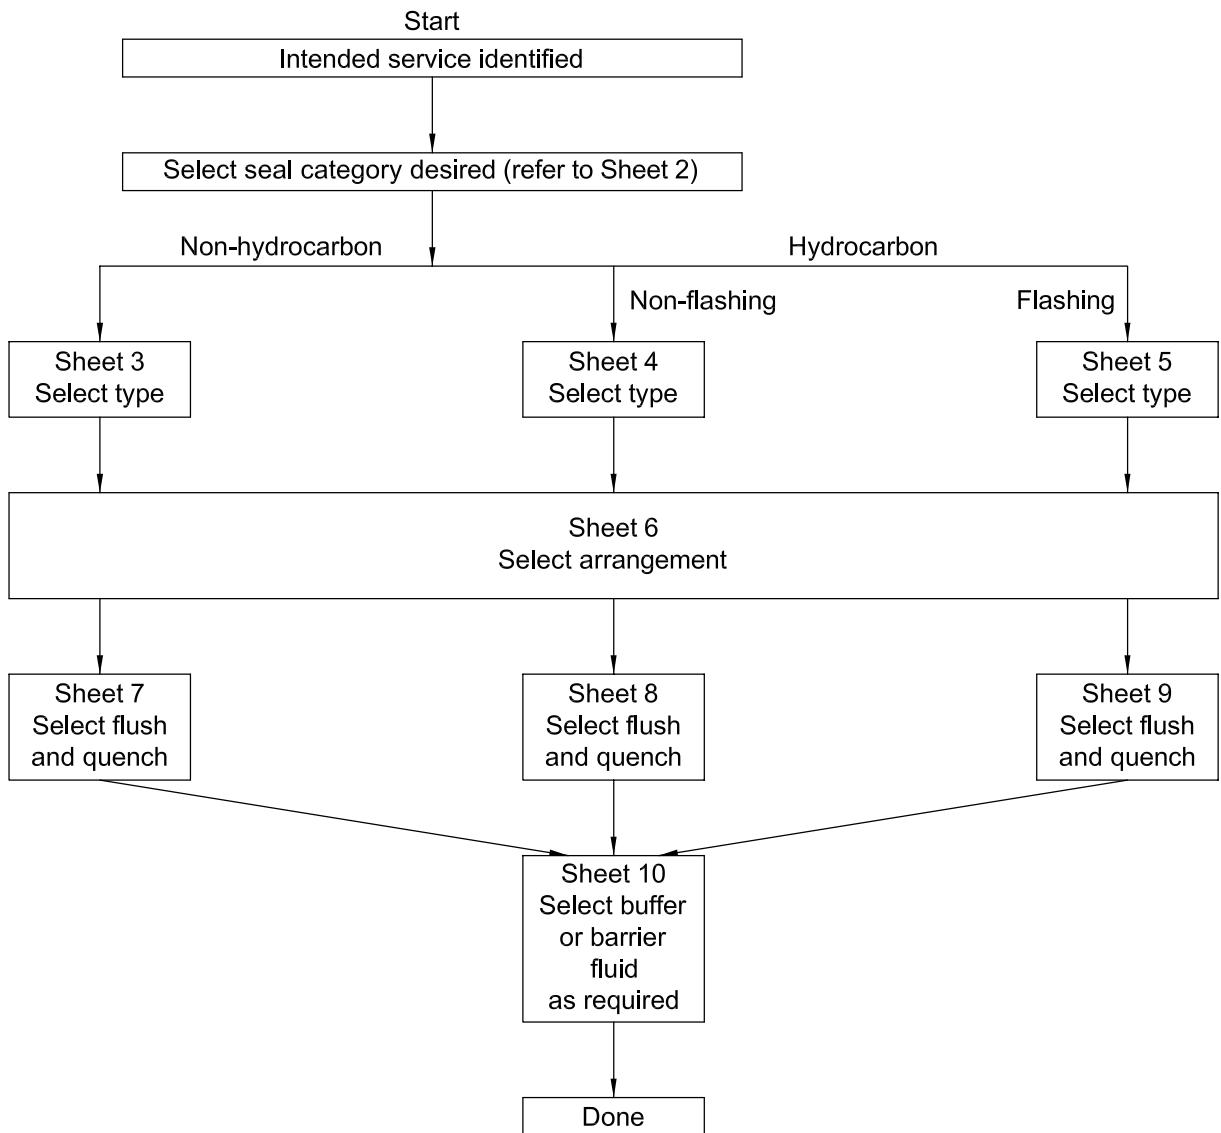 Start
Intended service identified
Select seal category desired (refer to Sheet 2)
Non-hydrocarbon
Hydrocarbon
Non-flashing
Flashing
Sheet 3
Select type
Sheet 4
Select type
Sheet 5
Select type
Sheet 6
Select arrangement
Sheet 7
Select flush
and quench
Sheet 8
Select flush
and quench
Sheet 9
Select flush
and quench
Sheet 10
Select buffer
or barrier
fluid
as required
Done